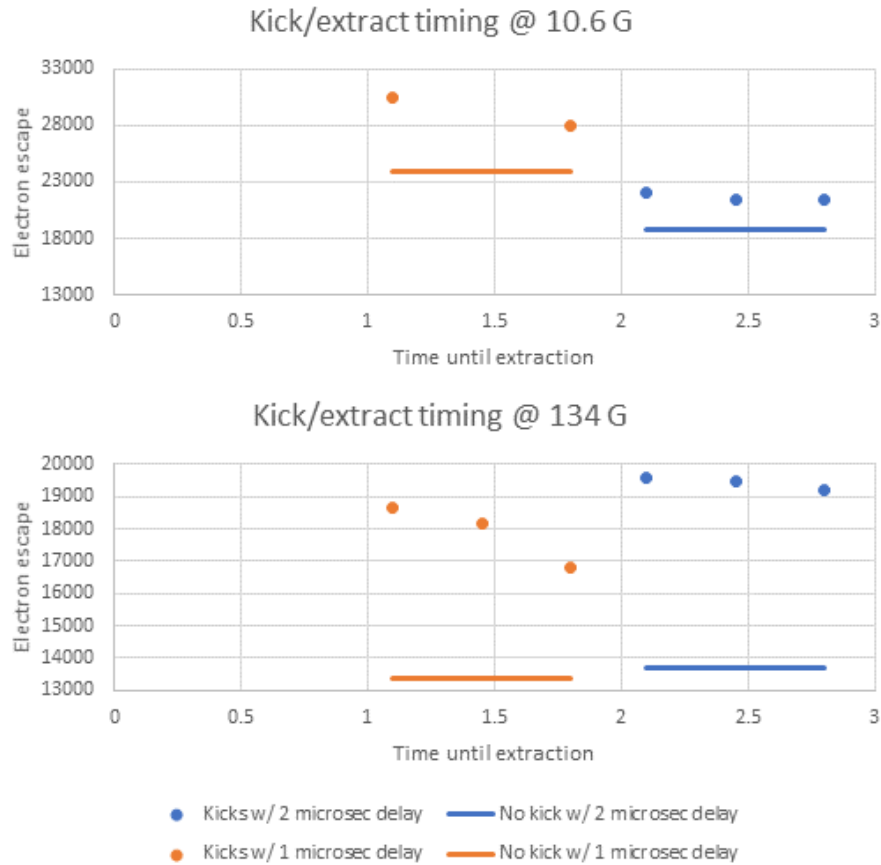 Kick/extract timing @ 10.6 G
33000
28000
23000
18000
13000
Electron escape
0 0.5 1 1.5 2 2.5 3
Time until extraction
Kick/extract timing @ 134 G
20000
19000
18000
17000
16000
15000
14000
13000
Electron escape
0 0.5 1 1.5 2 2.5 3
Time until extraction
Kicks w/ 2 microsec delay No kick w/ 2 microsec delay
Kicks w/ 1 microsec delay No kick w/ 1 microsec delay